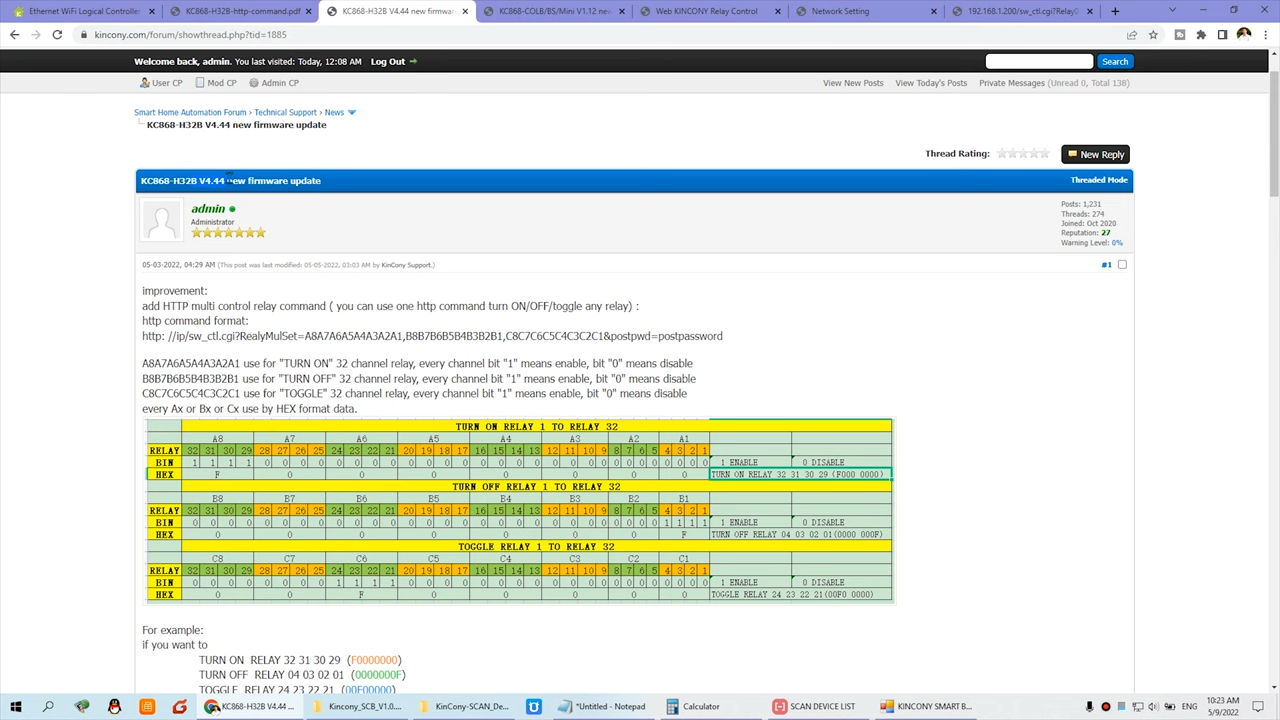 Ethernet WiFi Logical Controller
KC868-H32B-http-command.pdf
KC868-H32B V4.44 new firmware
KC868-COLB/BS/Mini V1.12 new
Web KINCONY Relay Control
Network Setting
192.168.1.200/sw_ctl.cgi?Relay0
kincony.com/forum/showthread.php?tid=1885
Welcome back, admin. You last visited: Today, 12:08 AM Log Out
Search
User CP Mod CP Admin CP
View New Posts View Today's Posts Private Messages (Unread 0, Total 138)
Smart Home Automation Forum › Technical Support › News
KC868-H32B V4.44 new firmware update
Thread Rating:
New Reply
KC868-H32B V4.44 new firmware update
Threaded Mode
admin
Administrator
Posts: 1,231
Threads: 274
Joined: Oct 2020
Reputation: 27
Warning Level: 0%
05-03-2022, 04:29 AM (This post was last modified: 05-05-2022, 03:03 AM by KinCony Support.)
#1
improvement:
add HTTP multi control relay command ( you can use one http command turn ON/OFF/toggle any relay) :
http command format:
http: //ip/sw_ctl.cgi?RealyMulSet=A8A7A6A5A4A3A2A1,B8B7B6B5B4B3B2B1,C8C7C6C5C4C3C2C1&postpwd=postpassword
A8A7A6A5A4A3A2A1 use for "TURN ON" 32 channel relay, every channel bit "1" means enable, bit "0" means disable
B8B7B6B5B4B3B2B1 use for "TURN OFF" 32 channel relay, every channel bit "1" means enable, bit "0" means disable
C8C7C6C5C4C3C2C1 use for "TOGGLE" 32 channel relay, every channel bit "1" means enable, bit "0" means disable
every Ax or Bx or Cx use by HEX format data.
TURN ON RELAY 1 TO RELAY 32
A8 A7 A6 A5 A4 A3 A2 A1
RELAY 32 31 30 29 28 27 26 25 24 23 22 21 20 19 18 17 16 15 14 13 12 11 10 9 8 7 6 5 4 3 2 1
BIN 1 1 1 1 0 0 0 0 0 0 0 0 0 0 0 0 0 0 0 0 0 0 0 0 0 0 0 0 0 0 0 0 1 ENABLE 0 DISABLE
HEX F 0 0 0 0 0 0 0 TURN ON RELAY 32 31 30 29 (F000 0000)
TURN OFF RELAY 1 TO RELAY 32
B8 B7 B6 B5 B4 B3 B2 B1
RELAY 32 31 30 29 28 27 26 25 24 23 22 21 20 19 18 17 16 15 14 13 12 11 10 9 8 7 6 5 4 3 2 1
BIN 0 0 0 0 0 0 0 0 0 0 0 0 0 0 0 0 0 0 0 0 0 0 0 0 0 0 0 0 1 1 1 1 1 ENABLE 0 DISABLE
HEX 0 0 0 0 0 0 0 F TURN OFF RELAY 04 03 02 01(0000 000F)
TOGGLE RELAY 1 TO RELAY 32
C8 C7 C6 C5 C4 C3 C2 C1
RELAY 32 31 30 29 28 27 26 25 24 23 22 21 20 19 18 17 16 15 14 13 12 11 10 9 8 7 6 5 4 3 2 1
BIN 0 0 0 0 0 0 0 0 1 1 1 1 0 0 0 0 0 0 0 0 0 0 0 0 0 0 0 0 0 0 0 0 1 ENABLE 0 DISABLE
HEX 0 0 F 0 0 0 0 0 TOGGLE RELAY 24 23 22 21(00F0 0000)
For example:
if you want to
TURN ON RELAY 32 31 30 29 (F0000000)
TURN OFF RELAY 04 03 02 01 (0000000F)
TOGGLE RELAY 24 23 22 21 (00F00000)
KC868-H32B V4.44 ...
Kincony_SCB_V1.0....
KinCony-SCAN_De...
*Untitled - Notepad
Calculator
SCAN DEVICE LIST
KINCONY SMART B...
10:23 AM
5/9/2022